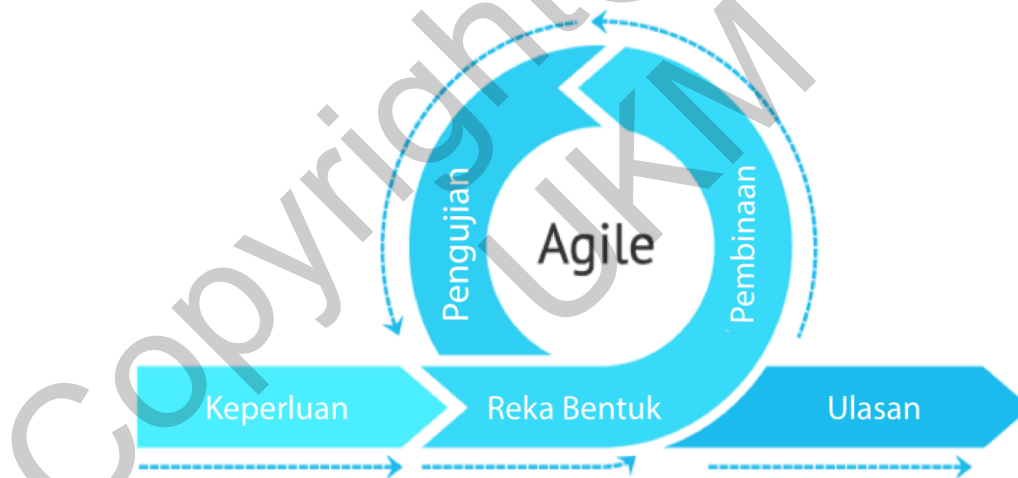 Copyright
UKM
Pengujian
Agile
Pembinaan
Keperluan
Reka Bentuk
Ulasan